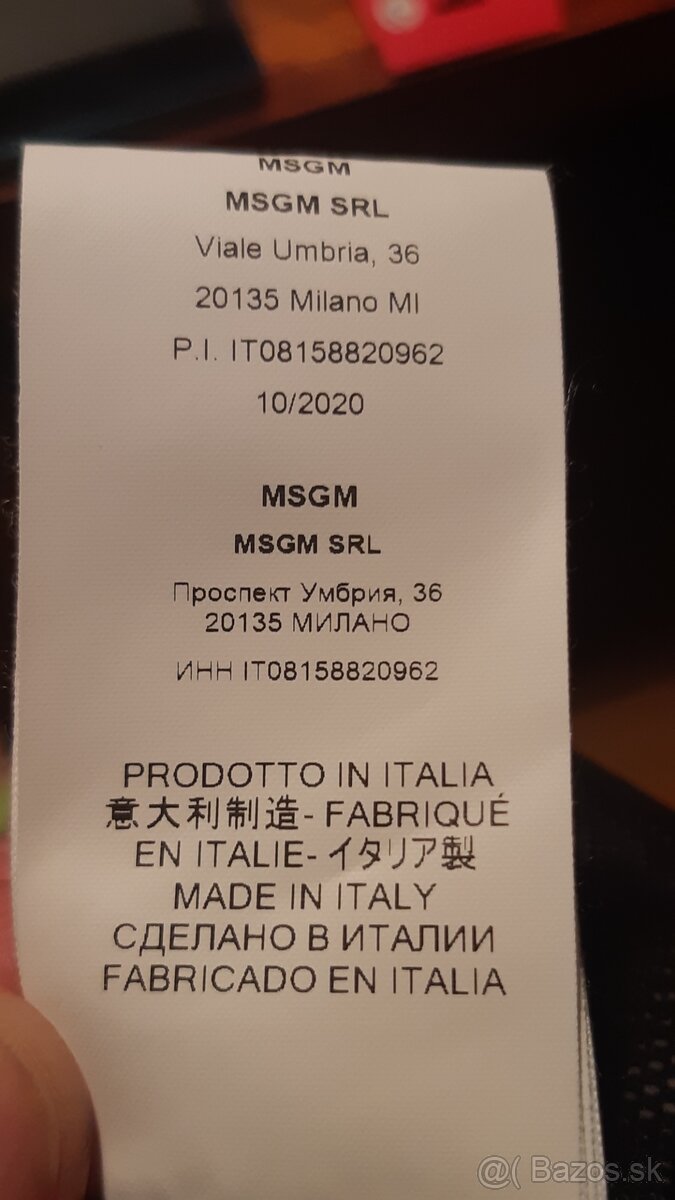 MSGM
MSGM SRL
Viale Umbria, 36
20135 Milano MI
P.I. IT08158820962
10/2020
MSGM
MSGM SRL
Проспект Умбрия, 36
20135 МИЛАНО
ИНН IT08158820962
PRODOTTO IN ITALIA
意大利制造- FABRIQUÉ
EN ITALIE- イタリア製
MADE IN ITALY
СДЕЛАНО В ИТАЛИИ
FABRICADO EN ITALIA
@( Bazos.sk